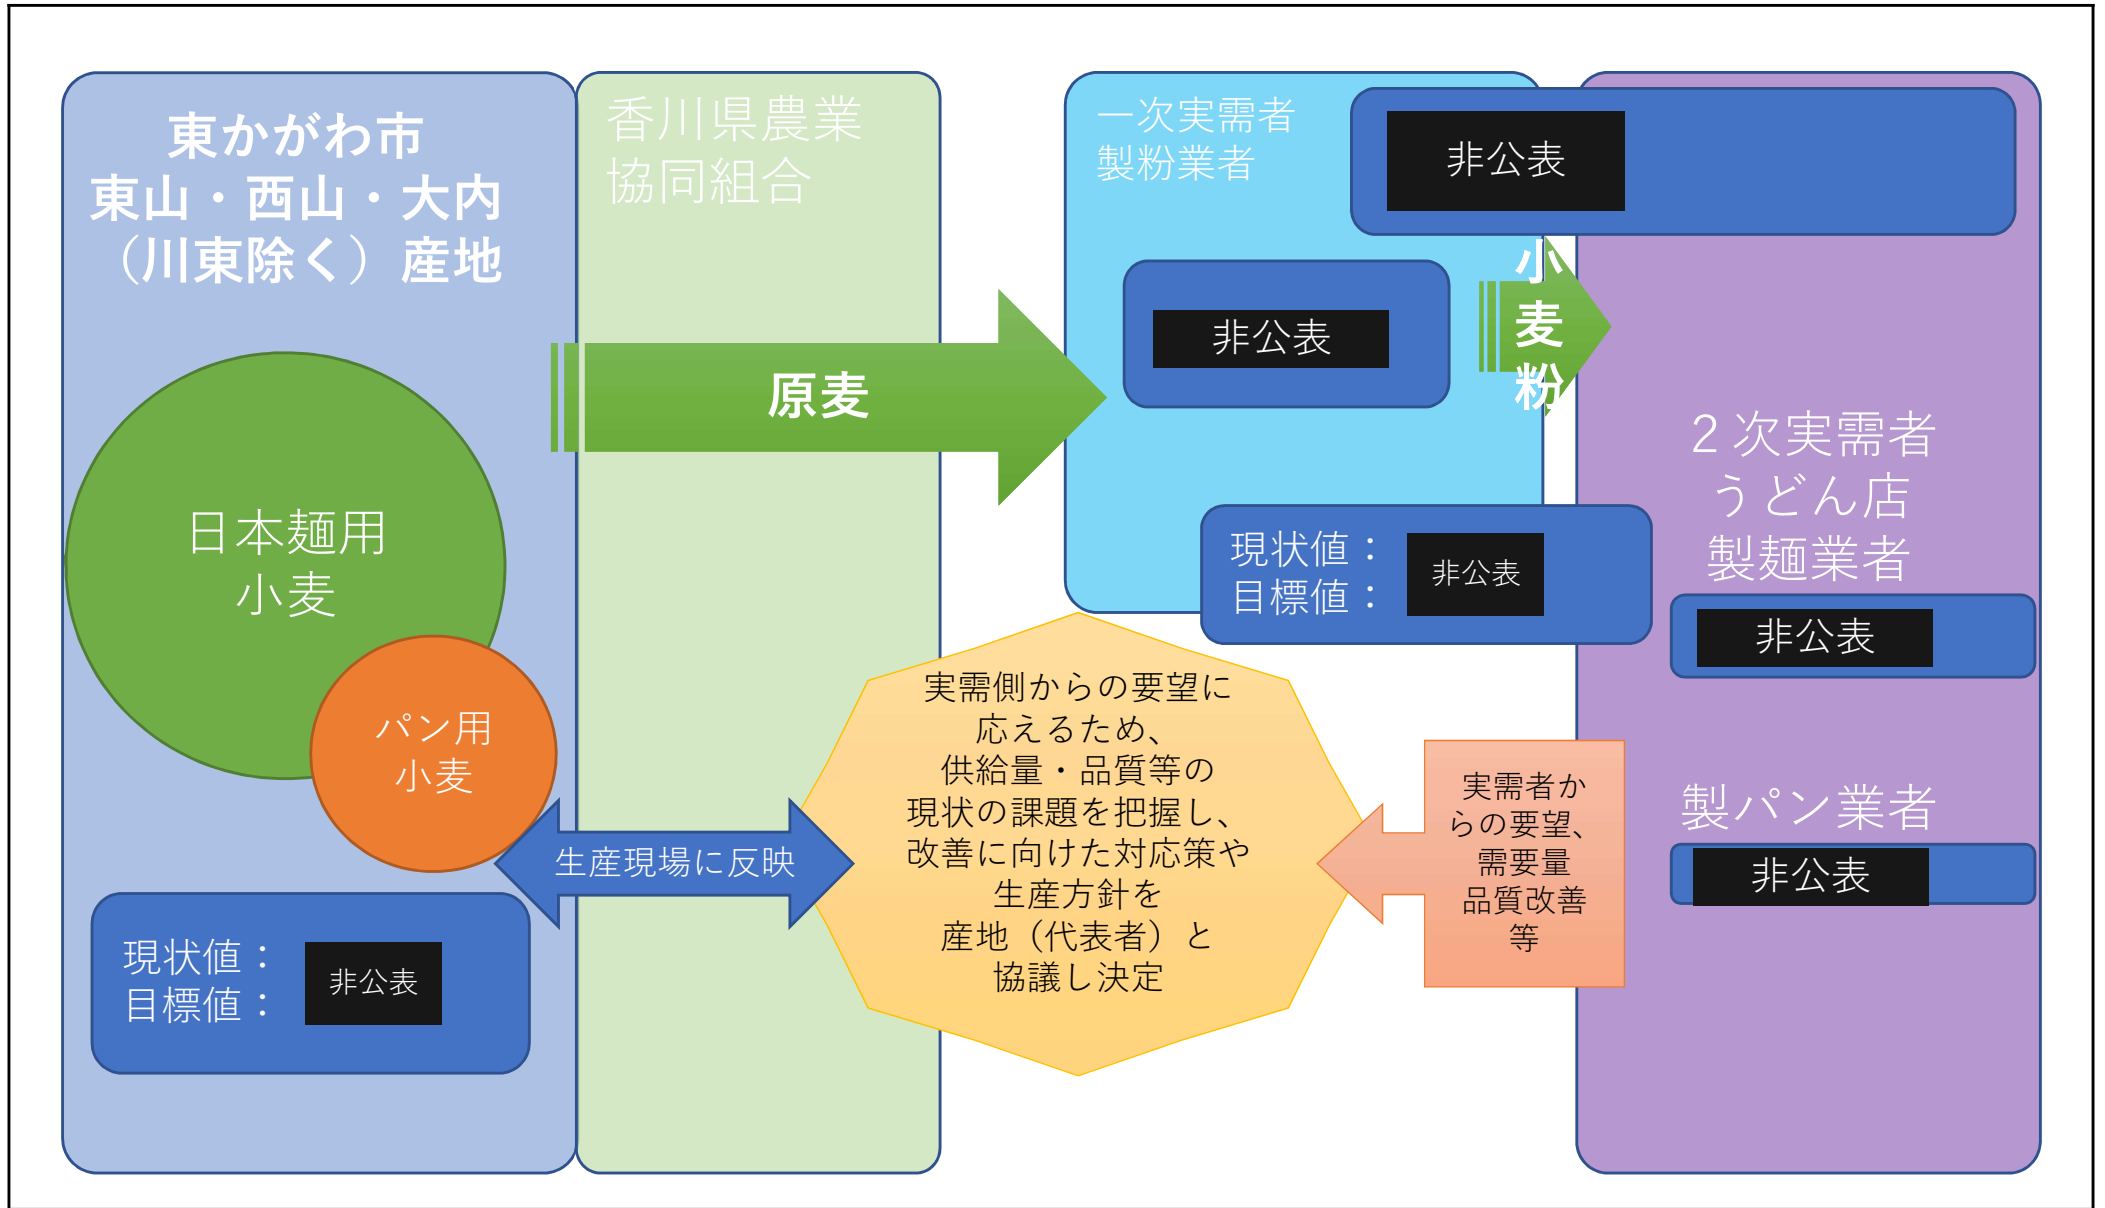 東かがわ市
東山・西山・大内
（川東除く）産地
香川県農業
協同組合
一次実需者
製粉業者
非公表
非公表
小
麦
粉
原麦
日本麺用
小麦
パン用
小麦
２次実需者
うどん店
製麺業者
非公表
現状値：
目標値：
非公表
実需側からの要望に
応えるため、
供給量・品質等の
現状の課題を把握し、
改善に向けた対応策や
生産方針を
産地（代表者）と
協議し決定
実需者か
らの要望、
需要量
品質改善
等
製パン業者
非公表
生産現場に反映
現状値：
目標値：
非公表